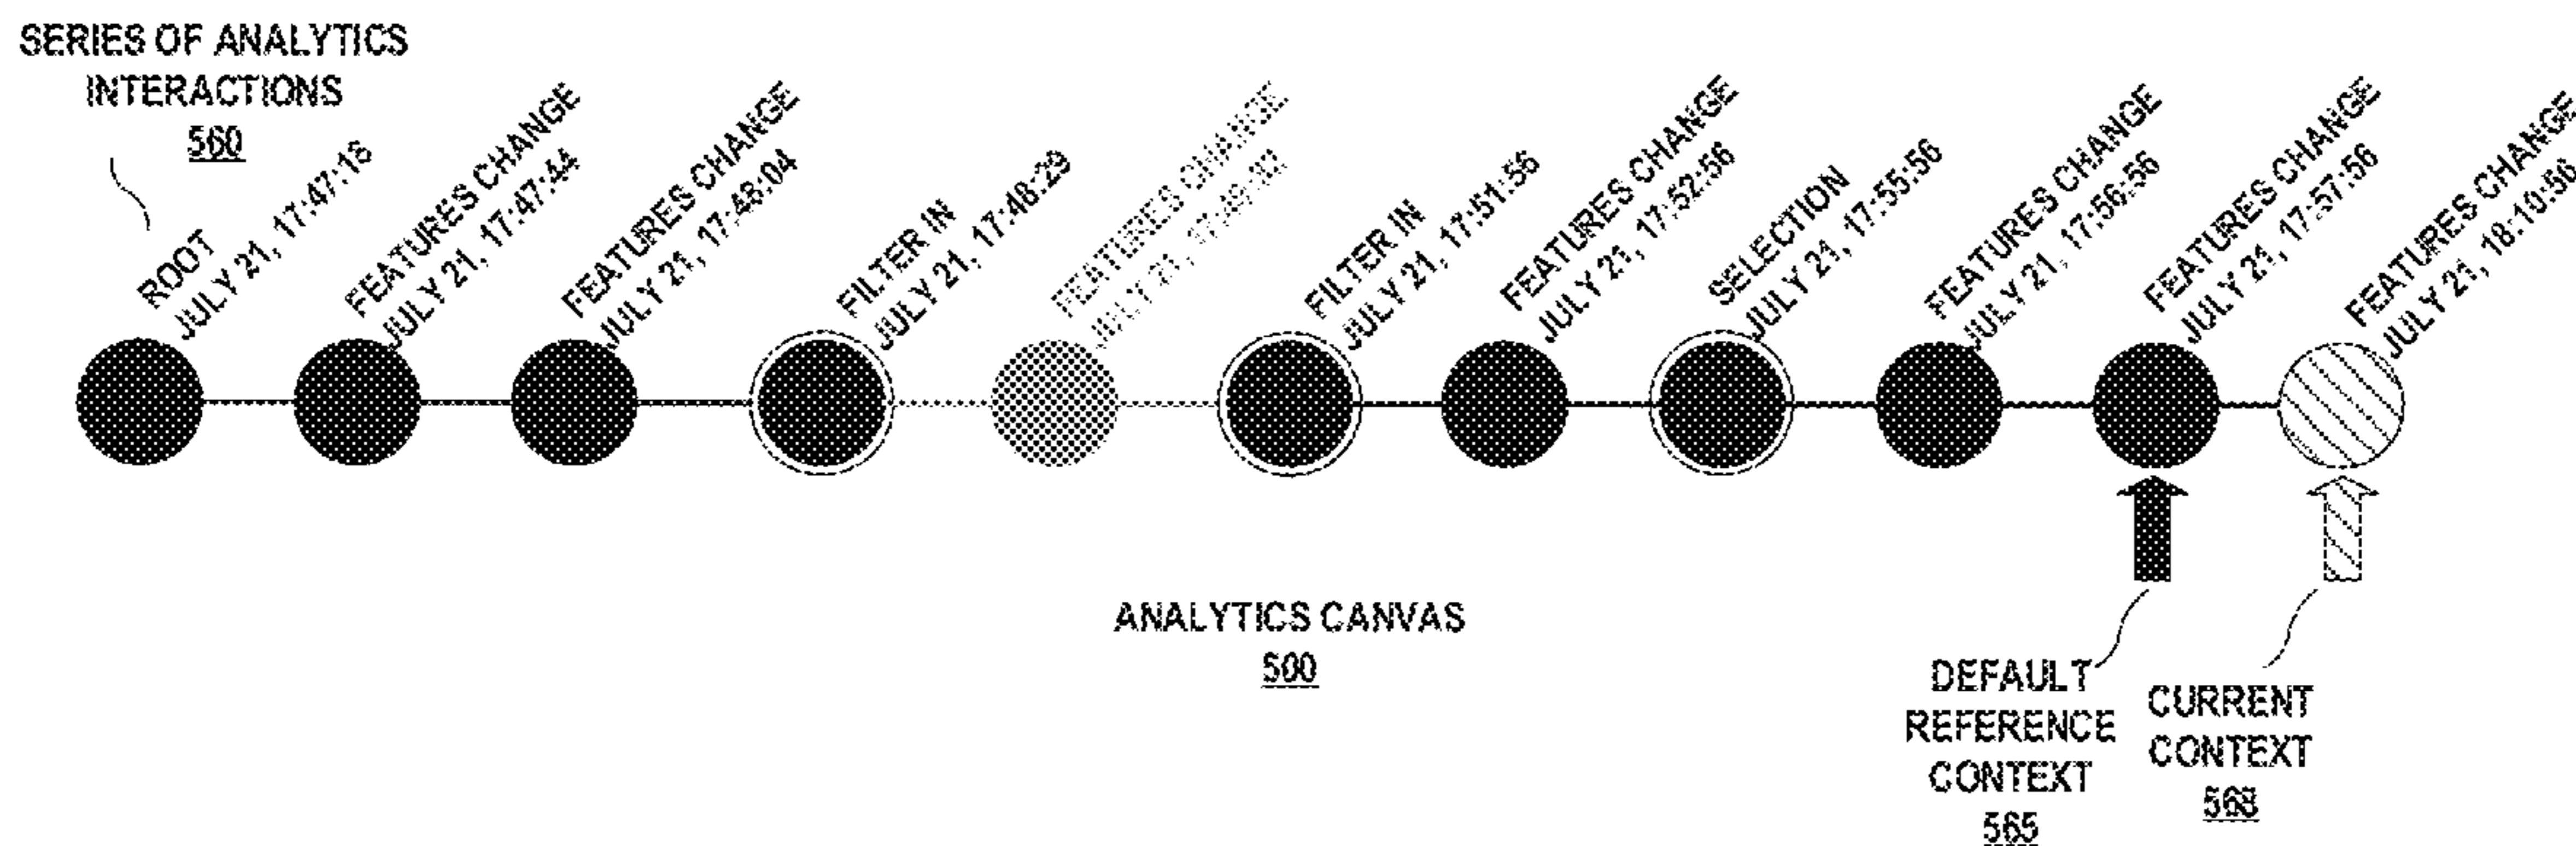 SERIES OF ANALYTICS
INTERACTIONS
560
ROOT
JULY 21, 17:47:18
FEATURES CHANGE
JULY 21, 17:47:44
FEATURES CHANGE
JULY 21, 17:48:04
FILTER IN
JULY 21, 17:48:29
FEATURES CHANGE
JULY 21,
FILTER IN
JULY 21, 17:51:56
FEATURES CHANGE
JULY 21, 17:52:56
SELECTION
JULY 21, 17:55:56
FEATURES CHANGE
JULY 21, 17:56:56
FEATURES CHANGE
JULY 21, 17:57:56
FEATURES CHANGE
JULY 21, 18:10:56
ANALYTICS CANVAS
500
DEFAULT
REFERENCE
CONTEXT
565
CURRENT
CONTEXT
568